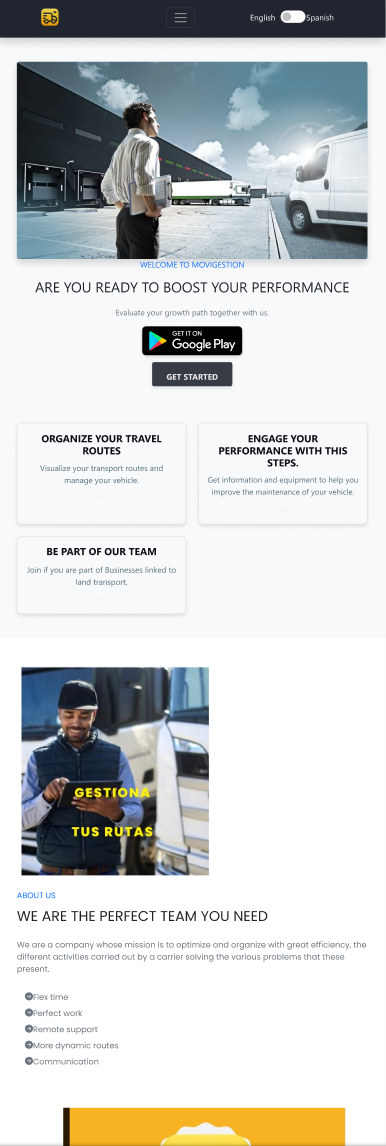 English Spanish
WELCOME TO MOVIGESTION
ARE YOU READY TO BOOST YOUR PERFORMANCE
Evaluate your growth path together with us.
GET IT ON
Google Play
GET STARTED
ORGANIZE YOUR TRAVEL
ROUTES
Visualize your transport routes and
manage your vehicle.
ENGAGE YOUR
PERFORMANCE WITH THIS
STEPS.
Get information and equipment to help you
improve the maintenance of your vehicle.
BE PART OF OUR TEAM
Join if you are part of Businesses linked to
land transport.
GESTIONA
TUS RUTAS
ABOUT US
WE ARE THE PERFECT TEAM YOU NEED
We are a company whose mission is to optimize and organize with great efficiency, the
different activities carried out by a carrier solving the various problems that these
present.
Flex time
Perfect work
Remote support
More dynamic routes
Communication